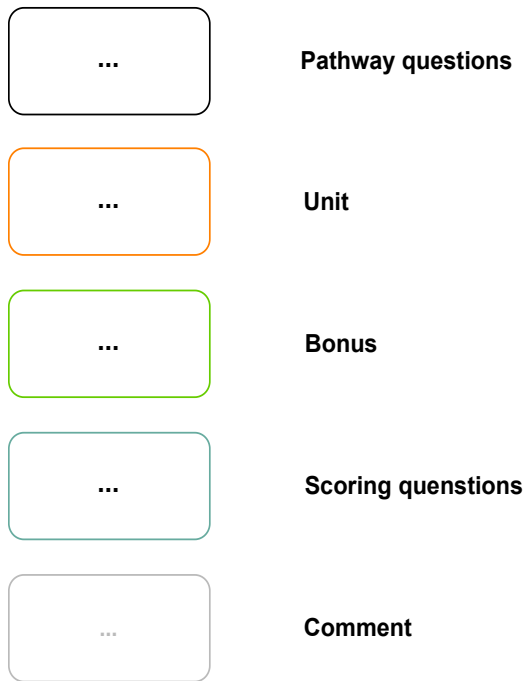 ... Pathway questions
... Unit
... Bonus
... Scoring quenstions
... Comment